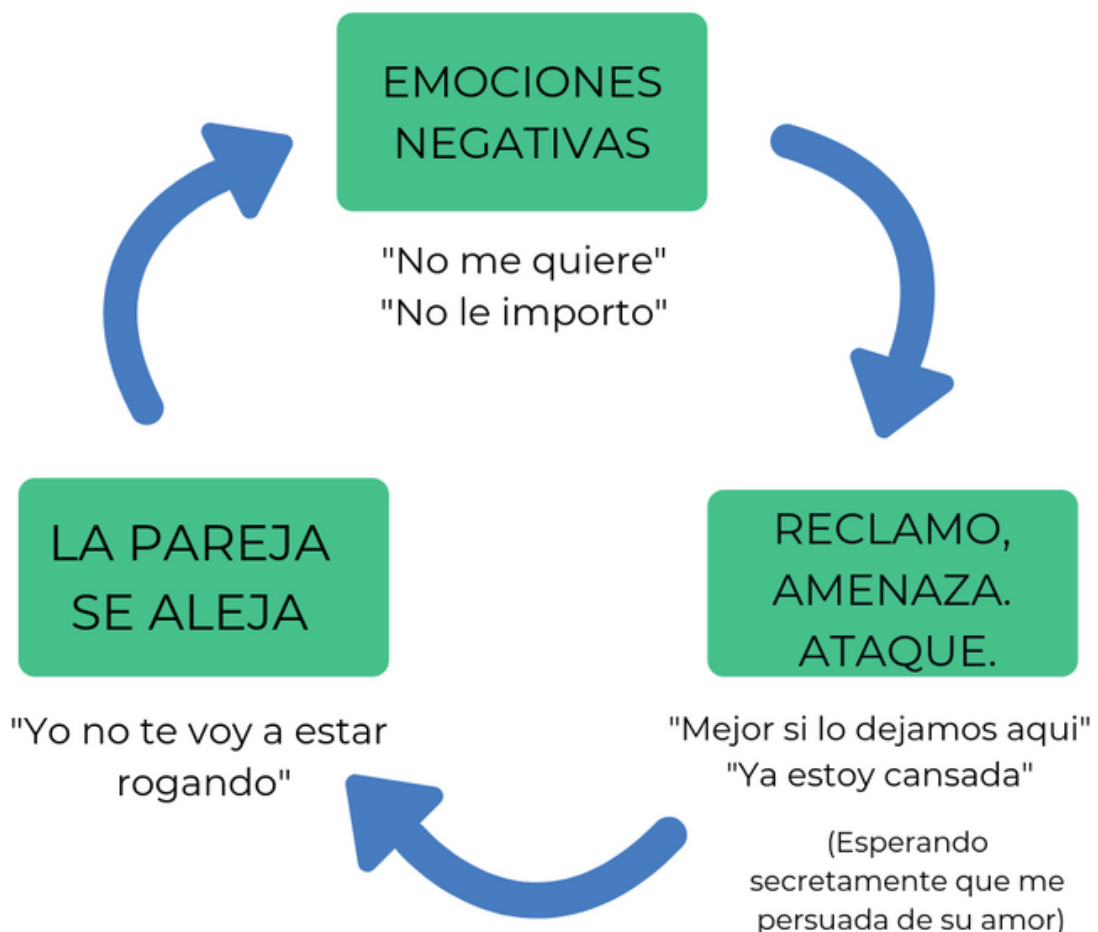 EMOCIONES
NEGATIVAS
"No me quiere"
"No le importo"
RECLAMO,
AMENAZA.
ATAQUE.
"Mejor si lo dejamos aqui"
"Ya estoy cansada"
(Esperando
secretamente que me
persuada de su amor)
LA PAREJA
SE ALEJA
"Yo no te voy a estar
rogando"